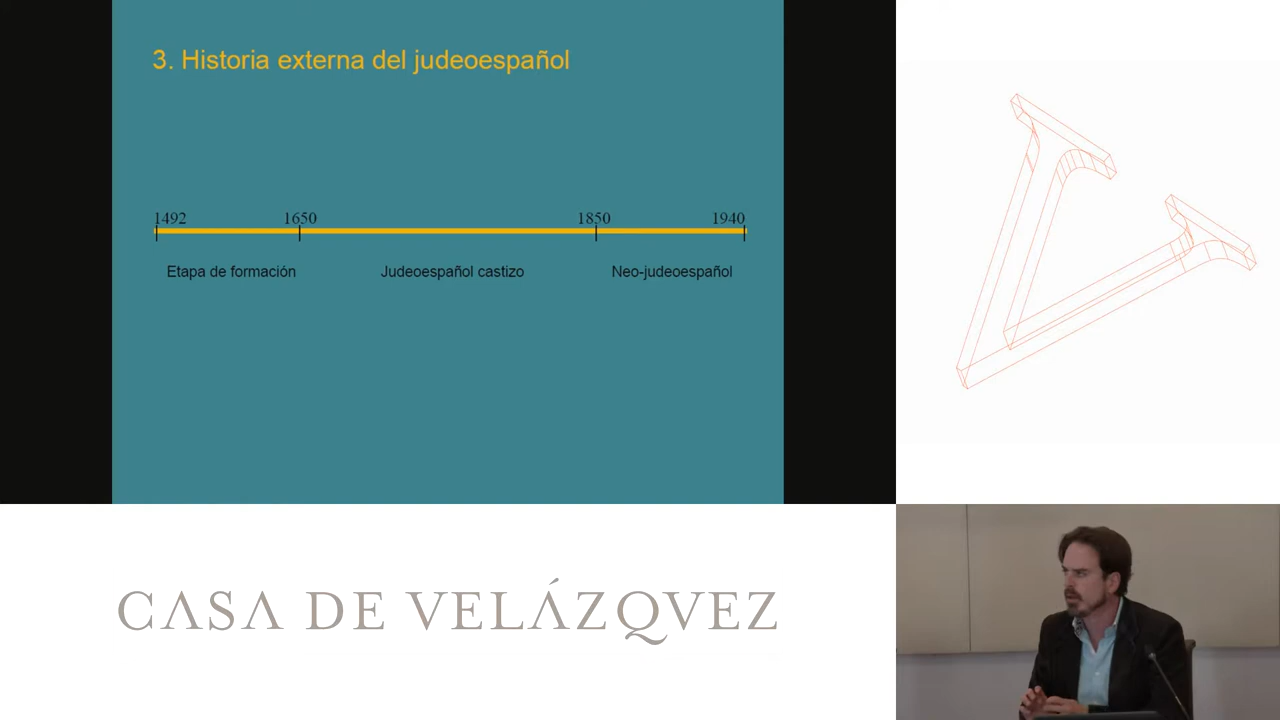 3. Historia externa del judeoespañol
1492 1650 1850 1940
Etapa de formación Judeoespañol castizo Neo-judeoespañol
CASA DE VELÁZQVEZ